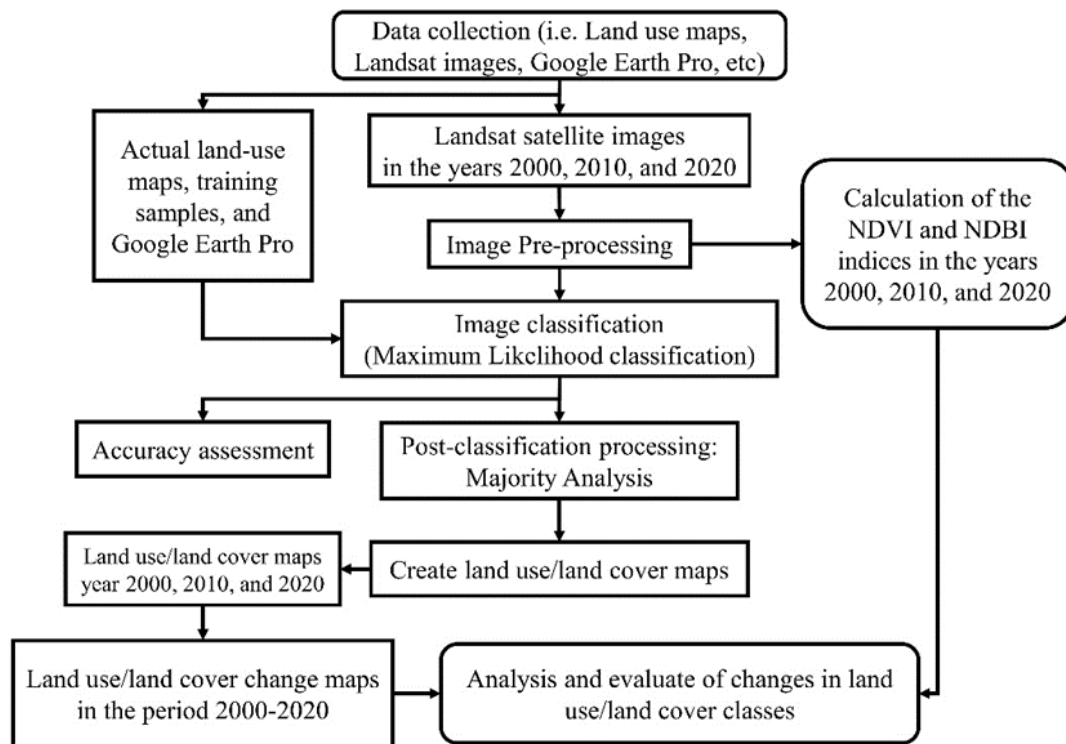 Data collection (i.e. Land use maps,
Landsat images, Google Earth Pro, etc)
Actual land-use
maps, training
samples, and
Google Earth Pro
Landsat satellite images
in the years 2000, 2010, and 2020
Image Pre-processing
Calculation of the
NDVI and NDBI
indices in the years
2000, 2010, and 2020
Image classification
(Maximum Likelihood classification)
Accuracy assessment
Post-classification processing:
Majority Analysis
Create land use/land cover maps
Land use/land cover maps
year 2000, 2010, and 2020
Land use/land cover change maps
in the period 2000-2020
Analysis and evaluate of changes in land
use/land cover classes